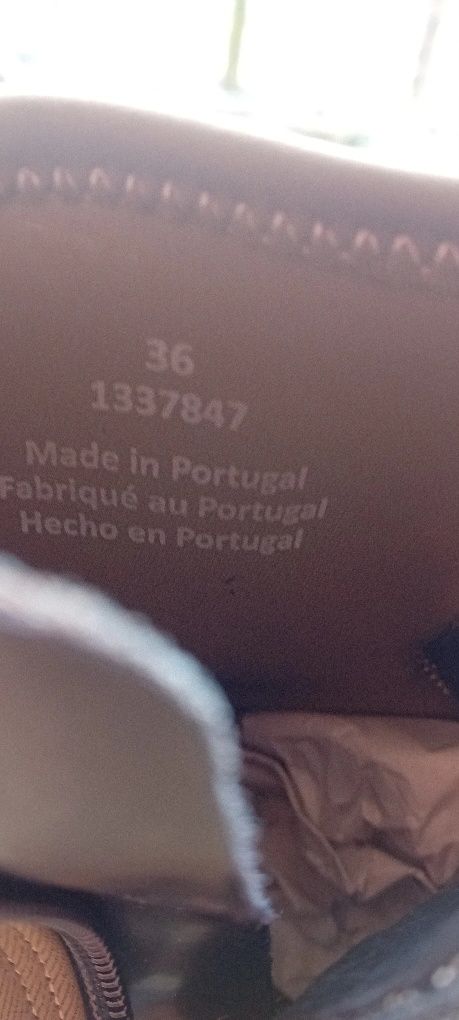 36
1337847
Made in Portugal
Fabriqué au Portugal
Hecho en Portugal